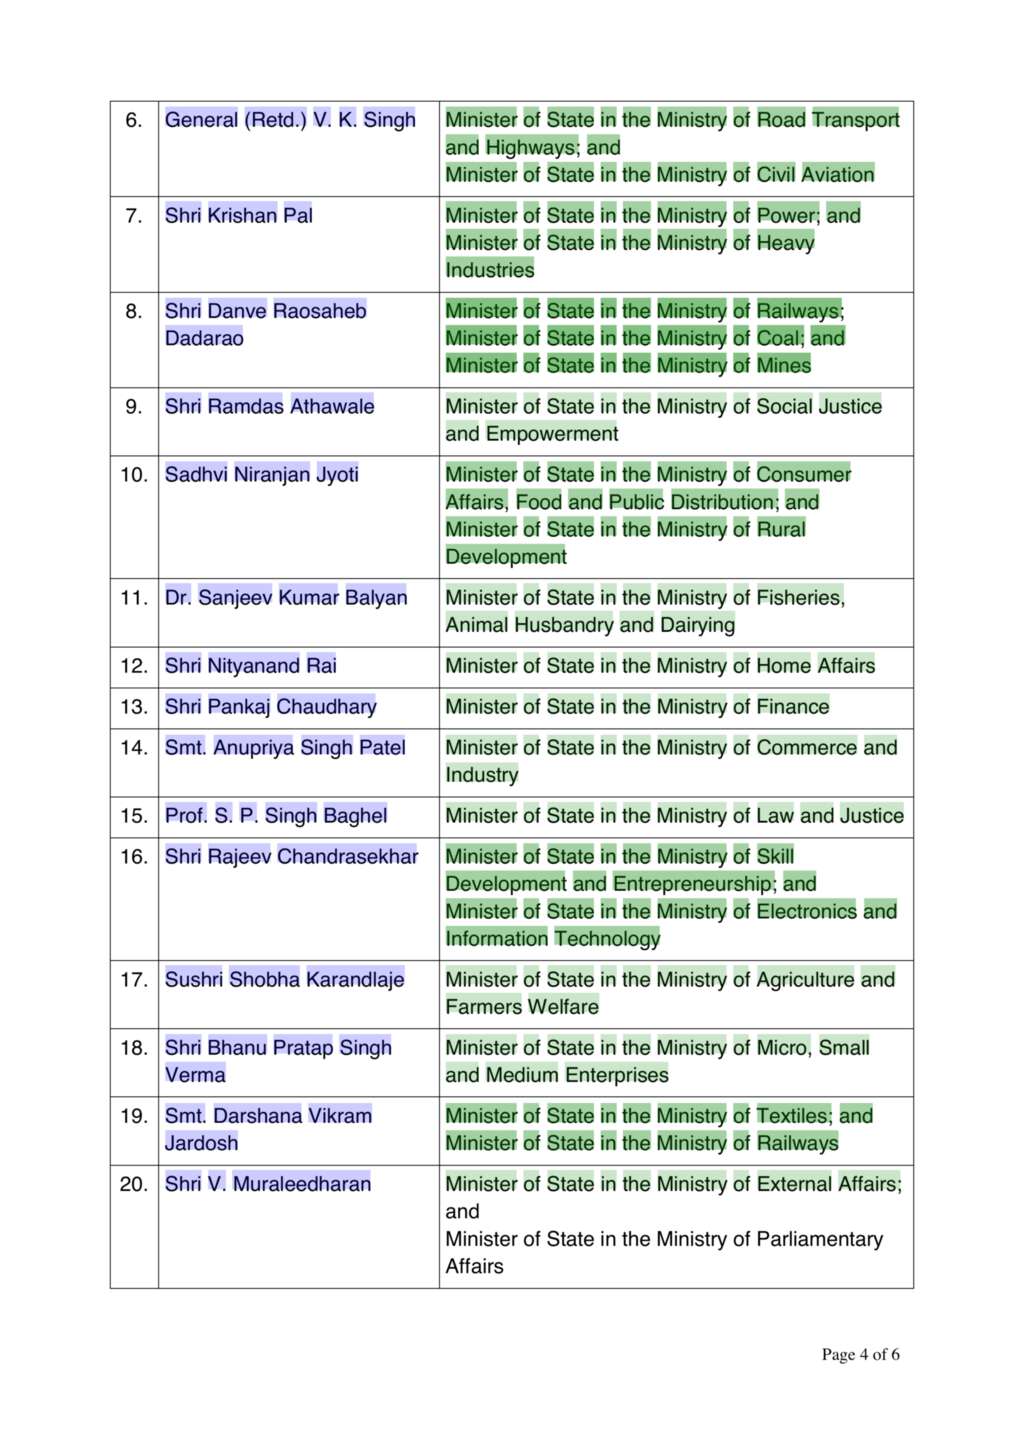 6. General (Retd.) V. K. Singh Minister of State in the Ministry of Road Transport
and Highways; and
Minister of State in the Ministry of Civil Aviation
7. Shri Krishan Pal Minister of State in the Ministry of Power; and
Minister of State in the Ministry of Heavy
Industries
8. Shri Danve Raosaheb Minister of State in the Ministry of Railways;
Dadarao Minister of State in the Ministry of Coal; and
Minister of State in the Ministry of Mines
9. Shri Ramdas Athawale Minister of State in the Ministry of Social Justice
and Empowerment
10. Sadhvi Niranjan Jyoti Minister of State in the Ministry of Consumer
Affairs, Food and Public Distribution; and
Minister of State in the Ministry of Rural
Development
11. Dr. Sanjeev Kumar Balyan Minister of State in the Ministry of Fisheries,
Animal Husbandry and Dairying
12. Shri Nityanand Rai Minister of State in the Ministry of Home Affairs
13. Shri Pankaj Chaudhary Minister of State in the Ministry of Finance
14. Smt. Anupriya Singh Patel Minister of State in the Ministry of Commerce and
Industry
15. Prof. S. P. Singh Baghel Minister of State in the Ministry of Law and Justice
16. Shri Rajeev Chandrasekhar Minister of State in the Ministry of Skill
Development and Entrepreneurship; and
Minister of State in the Ministry of Electronics and
Information Technology
17. Sushri Shobha Karandlaje Minister of State in the Ministry of Agriculture and
Farmers Welfare
18. Shri Bhanu Pratap Singh Minister of State in the Ministry of Micro, Small
Verma and Medium Enterprises
19. Smt. Darshana Vikram Minister of State in the Ministry of Textiles; and
Jardosh Minister of State in the Ministry of Railways
20. Shri V. Muraleedharan Minister of State in the Ministry of External Affairs;
and
Minister of State in the Ministry of Parliamentary
Affairs
Page 4 of 6